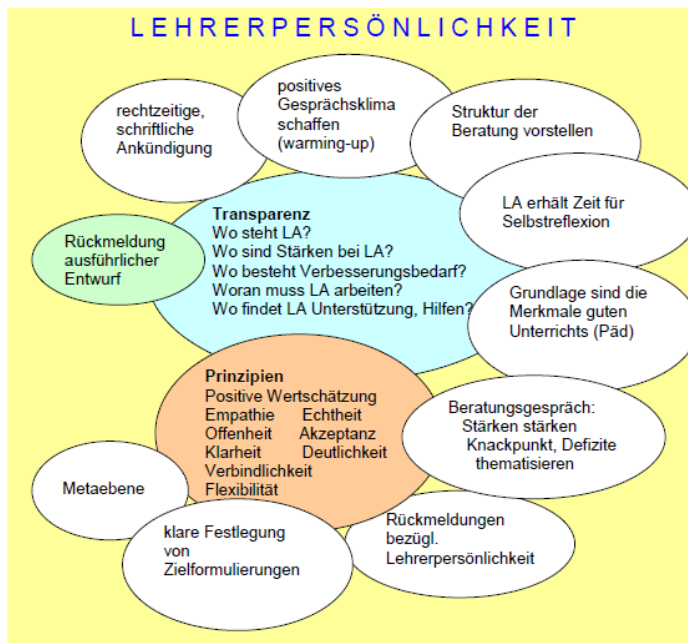 LEHRERPERSÖNLICHKEIT
rechtzeitige,
schriftliche
Ankündigung
positives
Gesprächsklima
schaffen
(warming-up)
Struktur der
Beratung vorstellen
LA erhält Zeit für
Selbstreflexion
Rückmeldung
ausführlicher
Entwurf
Transparenz
Wo steht LA?
Wo sind Stärken bei LA?
Wo besteht Verbesserungsbedarf?
Woran muss LA arbeiten?
Wo findet LA Unterstützung, Hilfen?
Grundlage sind die
Merkmale guten
Unterrichts (Päd)
Prinzipien
Positive Wertschätzung
Empathie Echtheit
Offenheit Akzeptanz
Klarheit Deutlichkeit
Verbindlichkeit
Flexibilität
Beratungsgespräch:
Stärken stärken
Knackpunkt, Defizite
thematisieren
Metaebene
klare Festlegung
von
Zielformulierungen
Rückmeldungen
bezügl.
Lehrerpersönlichkeit